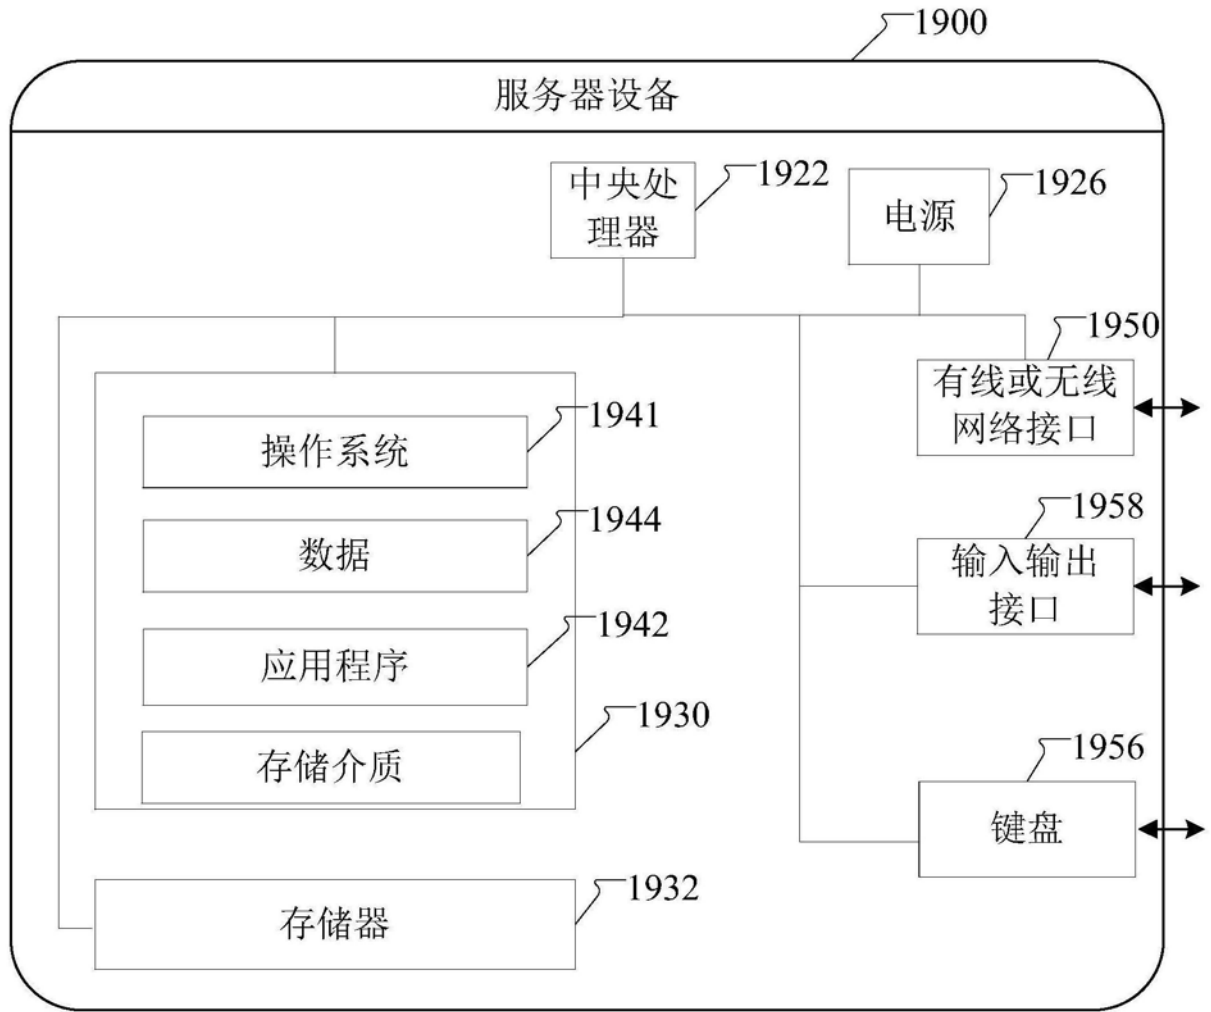 1900
服务器设备
1922
中央处
理器
1926
电源
1950
有线或无线
网络接口
1941
操作系统
1944
数据
1958
输入输出
接口
1942
应用程序
1930
存储介质
1956
键盘
1932
存储器